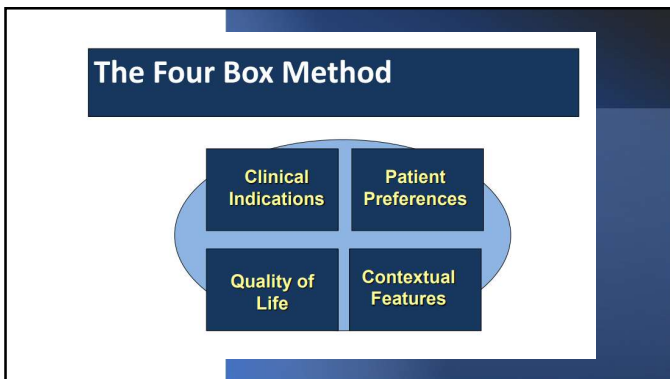 The Four Box Method
Clinical
Indications
Patient
Preferences
Quality of
Life
Contextual
Features